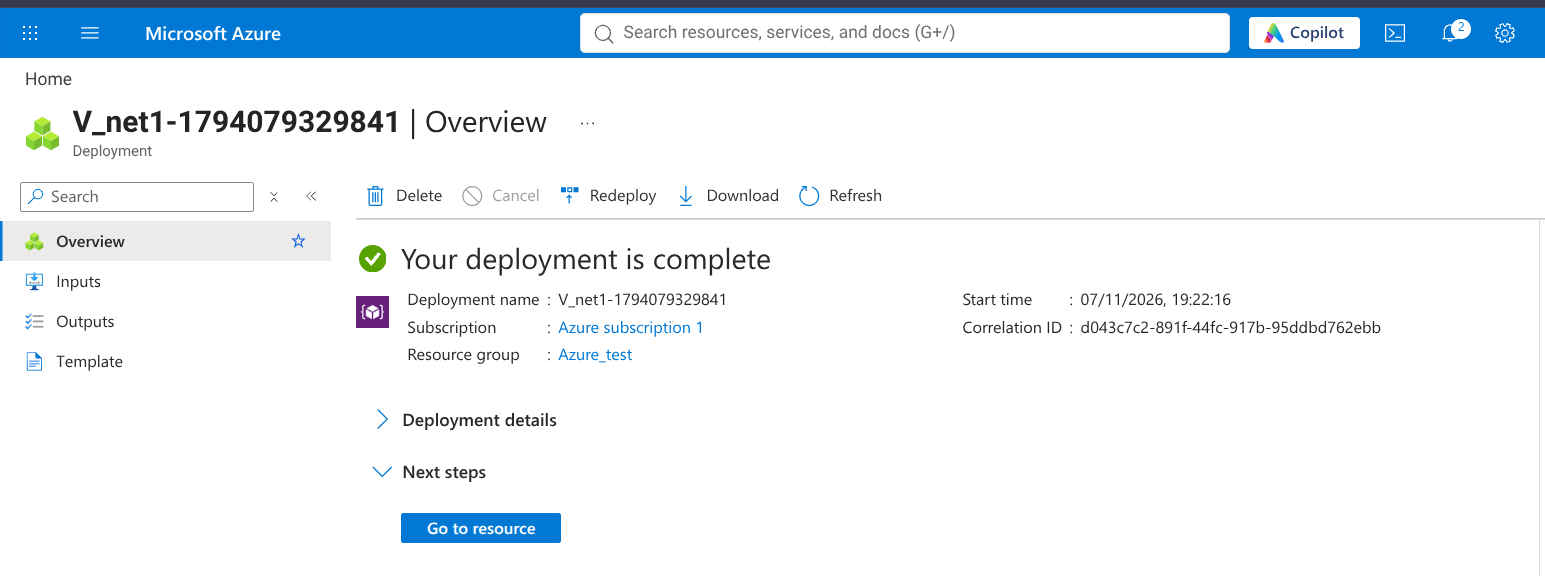 Microsoft Azure
Search resources, services, and docs (G+/)
Copilot
2
Home
V_net1-1794079329841 | Overview ...
Deployment
Search
Delete
Cancel
Redeploy
Download
Refresh
Overview
Inputs
Outputs
Template
Your deployment is complete
Deployment name : V_net1-1794079329841
Subscription : Azure subscription 1
Resource group : Azure_test
Start time : 07/11/2026, 19:22:16
Correlation ID : d043c7c2-891f-44fc-917b-95ddbd762ebb
Deployment details
Next steps
Go to resource